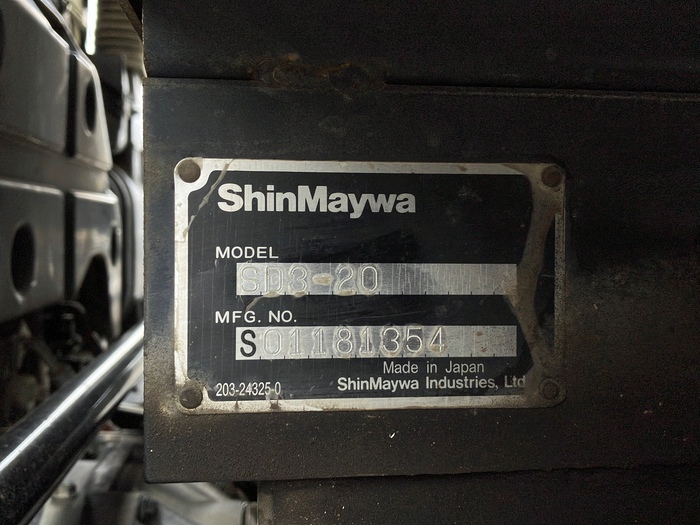 ShinMaywa
MODEL
SD3-20
MFG. NO.
S01181354
Made in Japan
203-24325-0
ShinMaywa Industries, Ltd